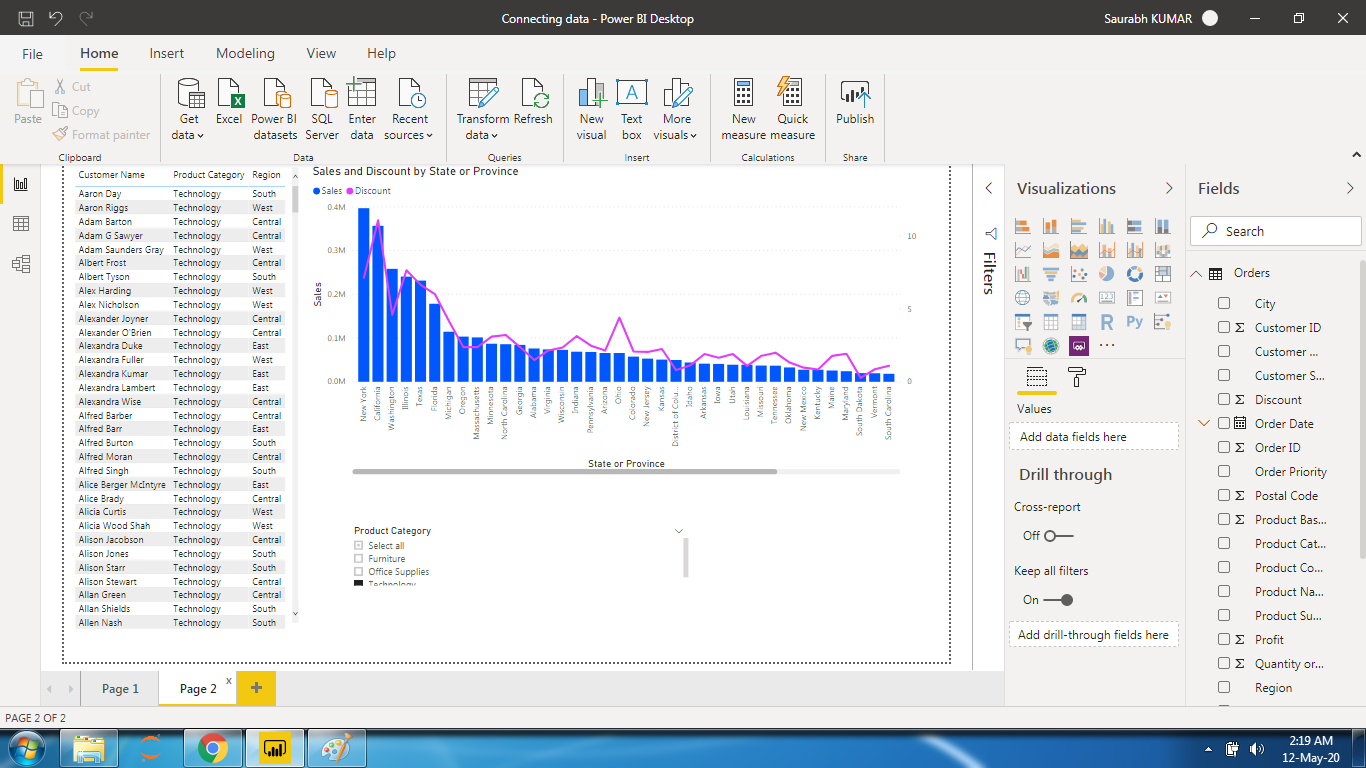 Connecting data - Power BI Desktop
Saurabh KUMAR
File
Home
Insert
Modeling
View
Help
Paste
Cut
Copy
Format painter
Clipboard
Get data
Excel
Power BI datasets
SQL Server
Enter data
Recent sources
Data
Transform data
Refresh
Queries
New visual
Text box
More visuals
Insert
New measure
Quick measure
Calculations
Publish
Share
Customer Name Product Category Region
Aaron Day Technology South
Aaron Riggs Technology West
Adam Barton Technology Central
Adam G Sawyer Technology Central
Adam Saunders Gray Technology West
Albert Frost Technology Central
Albert Tyson Technology South
Alex Harding Technology West
Alex Nicholson Technology West
Alexander Joyner Technology Central
Alexander O'Brien Technology Central
Alexandra Duke Technology East
Alexandra Fuller Technology West
Alexandra Kumar Technology East
Alexandra Lambert Technology East
Alexandra Wise Technology Central
Alfred Barber Technology Central
Alfred Barr Technology East
Alfred Burton Technology South
Alfred Moran Technology Central
Alfred Singh Technology South
Alice Berger McIntyre Technology East
Alice Brady Technology Central
Alicia Curtis Technology West
Alicia Wood Shah Technology West
Alison Jacobson Technology Central
Alison Jones Technology South
Alison Starr Technology South
Alison Stewart Technology Central
Allan Green Technology Central
Allan Shields Technology South
Allen Nash Technology South
Sales and Discount by State or Province
Sales Discount
0.4M
0.3M
0.2M
0.1M
0.0M
Sales
10
5
0
New York
California
Washington
Illinois
Texas
Florida
Michigan
Oregon
Massachusetts
Minnesota
North Carolina
Georgia
Alabama
Virginia
Wisconsin
Indiana
Pennsylvania
Arizona
Ohio
Colorado
New Jersey
Kansas
District of Colu...
Idaho
Arkansas
Iowa
Utah
Louisiana
Missouri
Tennessee
Oklahoma
New Mexico
Kentucky
Maine
Maryland
South Dakota
Vermont
South Carolina
State or Province
Product Category
Select all
Furniture
Office Supplies
Technology
Filters
Visualizations
R
Py
123
Values
Add data fields here
Drill through
Cross-report
Off
Keep all filters
On
Add drill-through fields here
Fields
Search
Orders
City
Σ Customer ID
Customer ...
Customer S...
Σ Discount
Order Date
Σ Order ID
Order Priority
Σ Postal Code
Σ Product Bas...
Product Cat...
Product Co...
Product Na...
Product Su...
Σ Profit
Σ Quantity or...
Region
Page 1
Page 2
x
+
PAGE 2 OF 2
2:19 AM
12-May-20